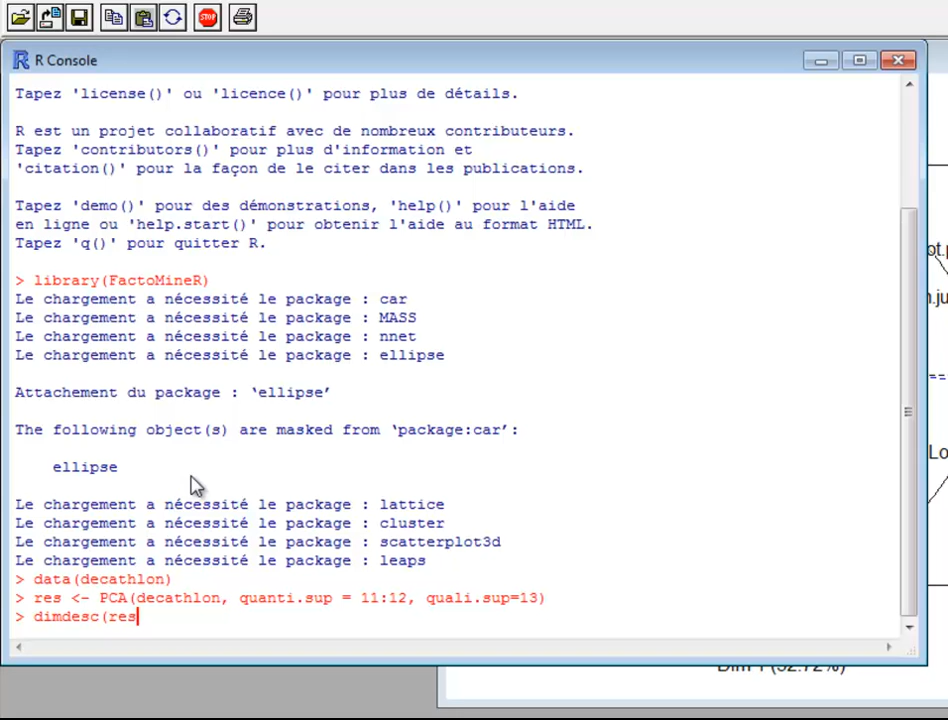 STOP
R Console
Tapez 'license()' ou 'licence()' pour plus de détails.
R est un projet collaboratif avec de nombreux contributeurs.
Tapez 'contributors()' pour plus d'information et
'citation()' pour la façon de le citer dans les publications.
Tapez 'demo()' pour des démonstrations, 'help()' pour l'aide
en ligne ou 'help.start()' pour obtenir l'aide au format HTML.
Tapez 'q()' pour quitter R.
> library(FactoMineR)
Le chargement a nécessité le package : car
Le chargement a nécessité le package : MASS
Le chargement a nécessité le package : nnet
Le chargement a nécessité le package : ellipse
Attachement du package : ‘ellipse’
The following object(s) are masked from ‘package:car’:
ellipse
Le chargement a nécessité le package : lattice
Le chargement a nécessité le package : cluster
Le chargement a nécessité le package : scatterplot3d
Le chargement a nécessité le package : leaps
> data(decathlon)
> res <- PCA(decathlon, quanti.sup = 11:12, quali.sup=13)
> dimdesc(res
ot.p
n.ju
Lo
Dim 1 (32.72%)